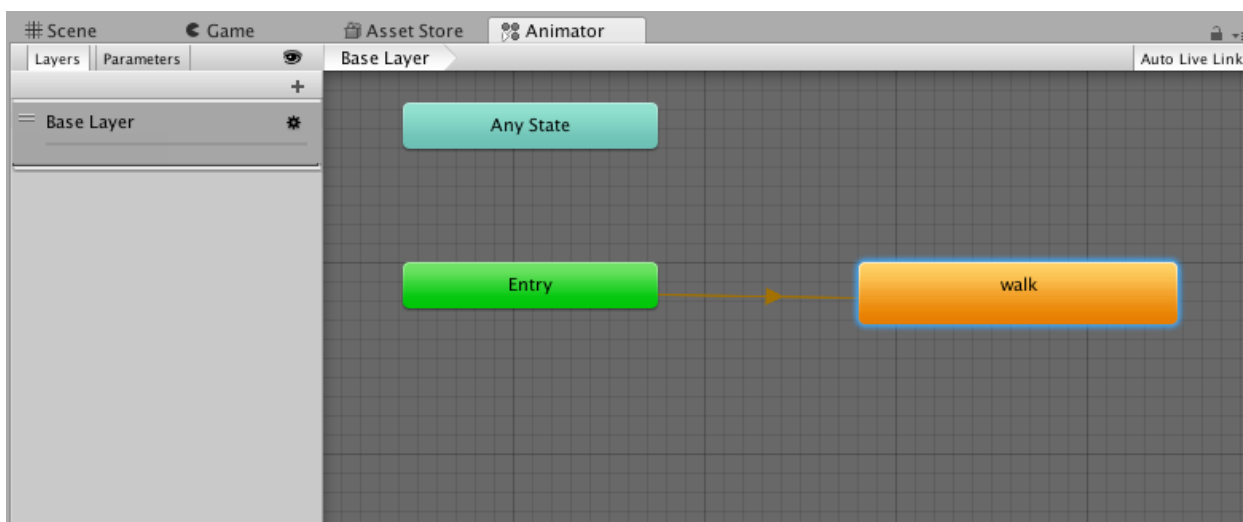 Scene Game Asset Store Animator
Layers Parameters Base Layer Auto Live Link
Base Layer
Any State
Entry walk